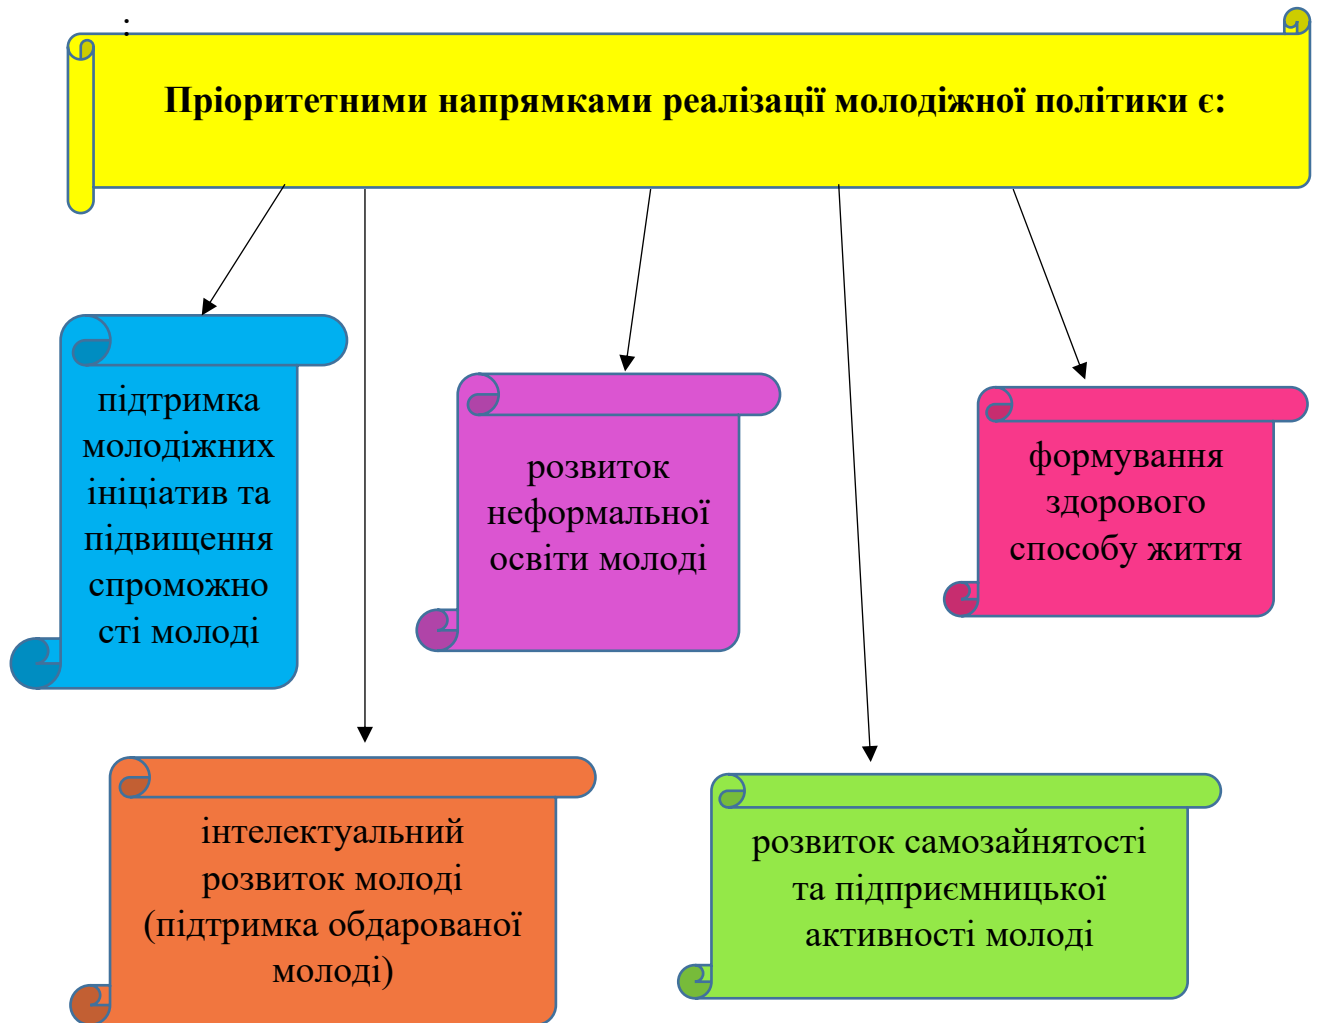 :
Пріоритетними напрямками реалізації молодіжної політики є:
підтримка
молодіжних
ініціатив та
підвищення
спроможно
сті молоді
розвиток
неформальної
освіти молоді
формування
здорового
способу життя
інтелектуальний
розвиток молоді
(підтримка обдарованої
молоді)
розвиток самозайнятості
та підприємницької
активності молоді